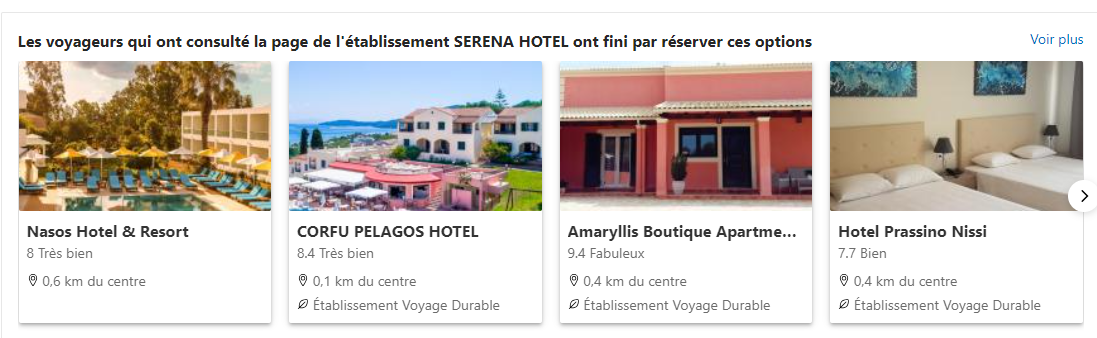 Les voyageurs qui ont consulté la page de l'établissement SERENA HOTEL ont fini par réserver ces options
Voir plus
Nasos Hotel & Resort
8 Très bien
0,6 km du centre
CORFU PELAGOS HOTEL
8.4 Très bien
0,1 km du centre
Établissement Voyage Durable
Amaryllis Boutique Apartme...
9.4 Fabuleux
0,4 km du centre
Établissement Voyage Durable
Hotel Prassino Nissi
7.7 Bien
0,4 km du centre
Établissement Voyage Durable